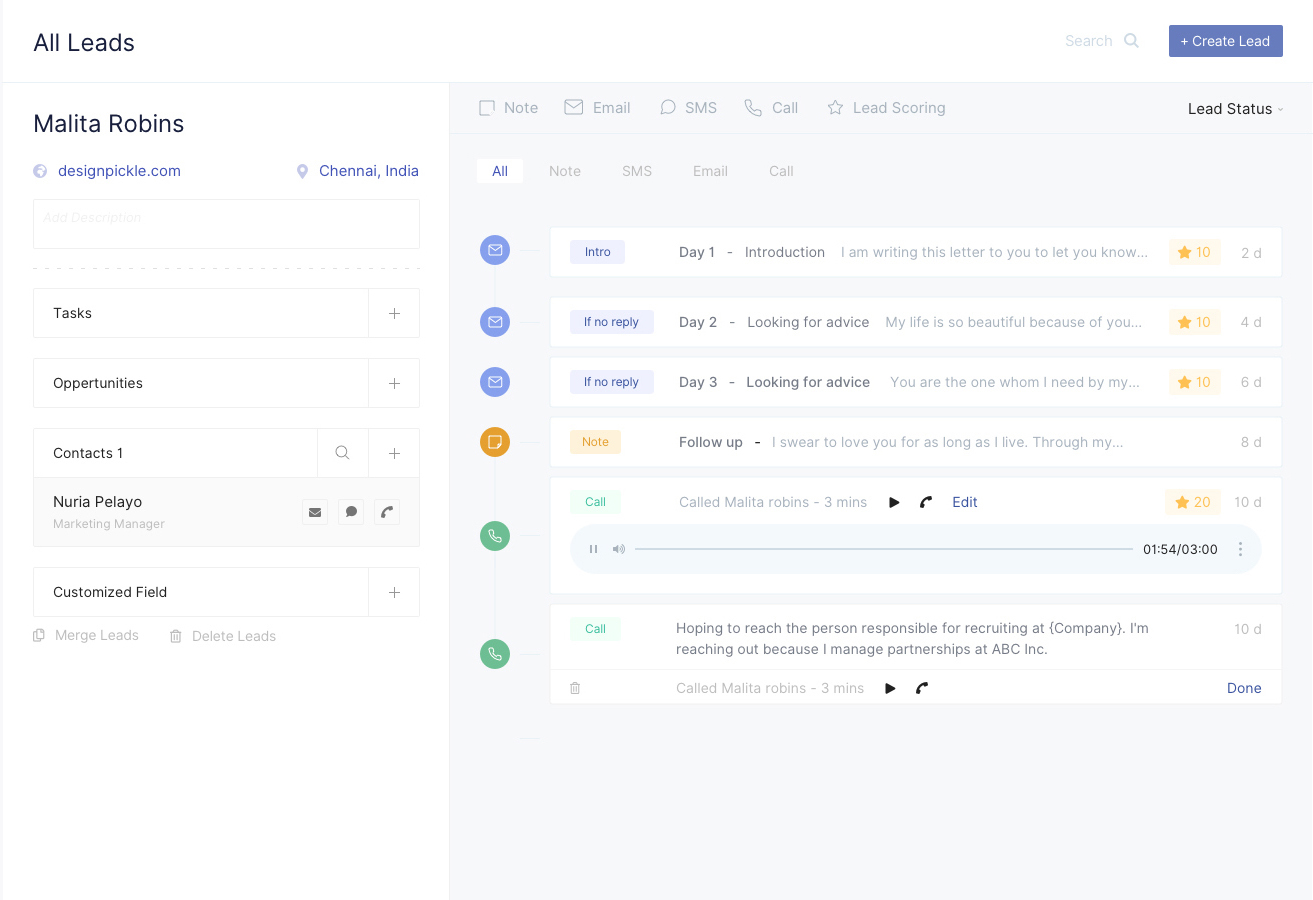 All Leads
Search
+ Create Lead
Malita Robins
designpickle.com
Chennai, India
Add Description
Tasks
Oppertunities
Contacts 1
Nuria Pelayo
Marketing Manager
Customized Field
Merge Leads
Delete Leads
Note
Email
SMS
Call
Lead Scoring
Lead Status
All
Note
SMS
Email
Call
Intro
Day 1 - Introduction I am writing this letter to you to let you know...
10
2 d
If no reply
Day 2 - Looking for advice My life is so beautiful because of you...
10
4 d
If no reply
Day 3 - Looking for advice You are the one whom I need by my...
10
6 d
Note
Follow up - I swear to love you for as long as I live. Through my...
8 d
Call
Called Malita robins - 3 mins
Edit
20
10 d
01:54/03:00
Call
Hoping to reach the person responsible for recruiting at {Company}. I'm
reaching out because I manage partnerships at ABC Inc.
10 d
Called Malita robins - 3 mins
Done